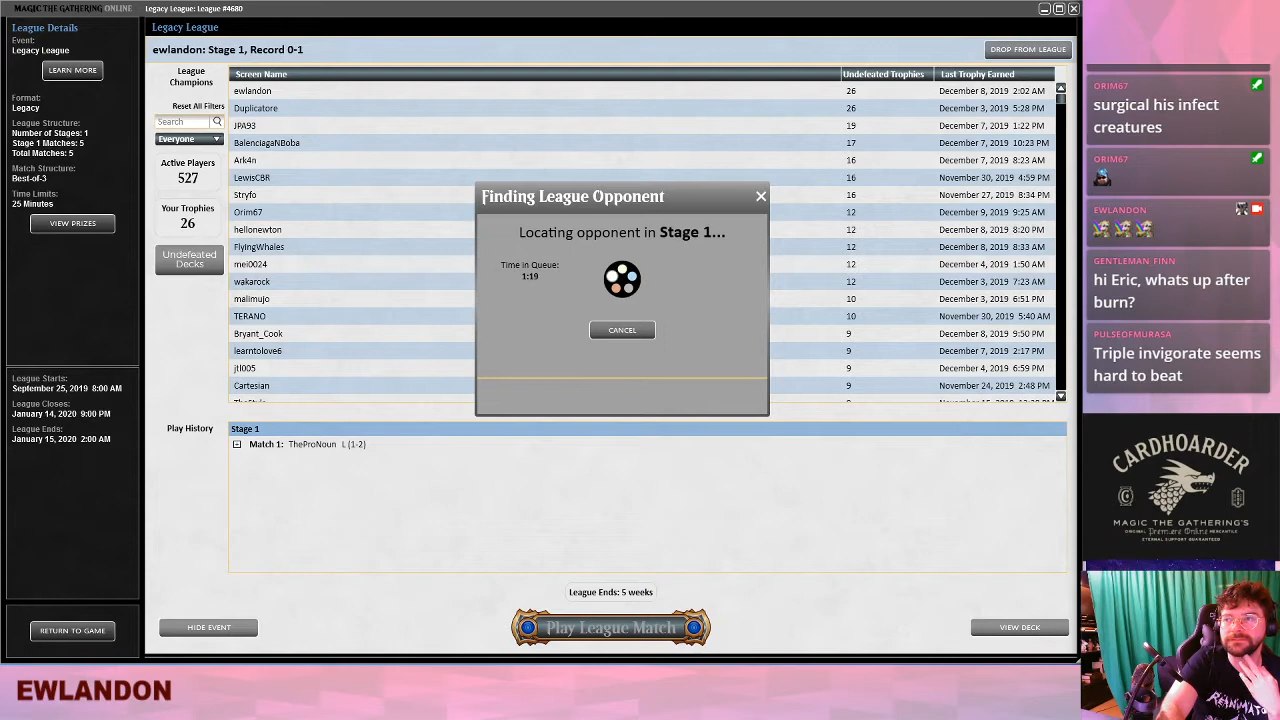 MAGIC THE GATHERING ONLINE
Legacy League: League #4680
League Details
Event:
Legacy League
LEARN MORE
Format:
Legacy
League Structure:
Number of Stages: 1
Stage 1 Matches: 5
Total Matches: 5
Match Structure:
Best-of-3
Time Limits:
25 Minutes
VIEW PRIZES
League Starts:
September 25, 2019 8:00 AM
League Closes:
January 14, 2020 9:00 PM
League Ends:
January 15, 2020 2:00 AM
RETURN TO GAME
Legacy League
ewlandon: Stage 1, Record 0-1
DROP FROM LEAGUE
League
Champions
Reset All Filters
Search
Everyone
Active Players
527
Your Trophies
26
Undefeated
Decks
Screen Name Undefeated Trophies Last Trophy Earned
ewlandon 26 December 8, 2019 2:02 AM
Duplicatore 26 December 3, 2019 5:28 PM
JPA93 19 December 7, 2019 1:22 PM
BalenciagaNBoba 17 December 7, 2019 10:23 PM
Ark4n 16 December 7, 2019 8:23 AM
LewisCBR 16 November 30, 2019 4:59 PM
Stryfo 16 November 27, 2019 8:34 PM
Orim67 12 December 9, 2019 9:25 AM
hellonewton 12 December 8, 2019 8:20 PM
FlyingWhales 12 December 8, 2019 8:33 AM
mei0024 12 December 4, 2019 1:50 AM
wakarock 12 December 3, 2019 7:23 AM
malimujo 10 December 3, 2019 6:51 PM
TERANO 10 November 30, 2019 5:40 AM
Bryant_Cook 9 December 8, 2019 9:50 PM
learntolove6 9 December 7, 2019 2:17 PM
jtl005 9 December 4, 2019 6:59 PM
Cartesian 9 November 24, 2019 2:48 PM
Finding League Opponent
Locating opponent in Stage 1...
Time in Queue:
1:19
CANCEL
Play History
Stage 1
Match 1: TheProNoun L (1-2)
League Ends: 5 weeks
HIDE EVENT
Play League Match
VIEW DECK
ORIM67
surgical his infect
creatures
ORIM67
EWLANDON
GENTLEMAN FINN
hi Eric, whats up after
burn?
PULSEOFMURASA
Triple invigorate seems
hard to beat
CARDHOARDER
MAGIC THE GATHERING'S
ORIGINAL Premiere Online MERCANTILE
ETERNAL SUPPORT GUARANTEED
EWLANDON